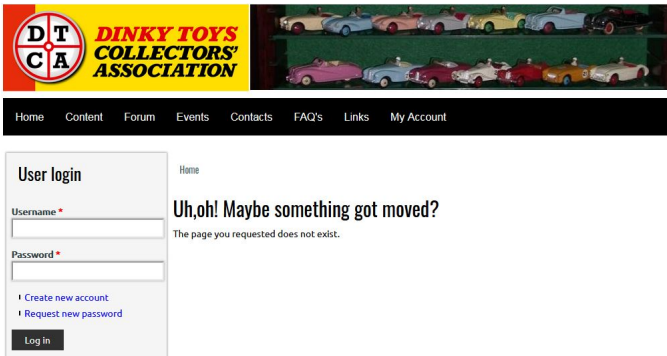 D T
C A
DINKY TOYS
COLLECTORS'
ASSOCIATION
Home Content Forum Events Contacts FAQ's Links My Account
User login
Username *
Password *
Create new account
Request new password
Log in
Home
Uh,oh! Maybe something got moved?
The page you requested does not exist.